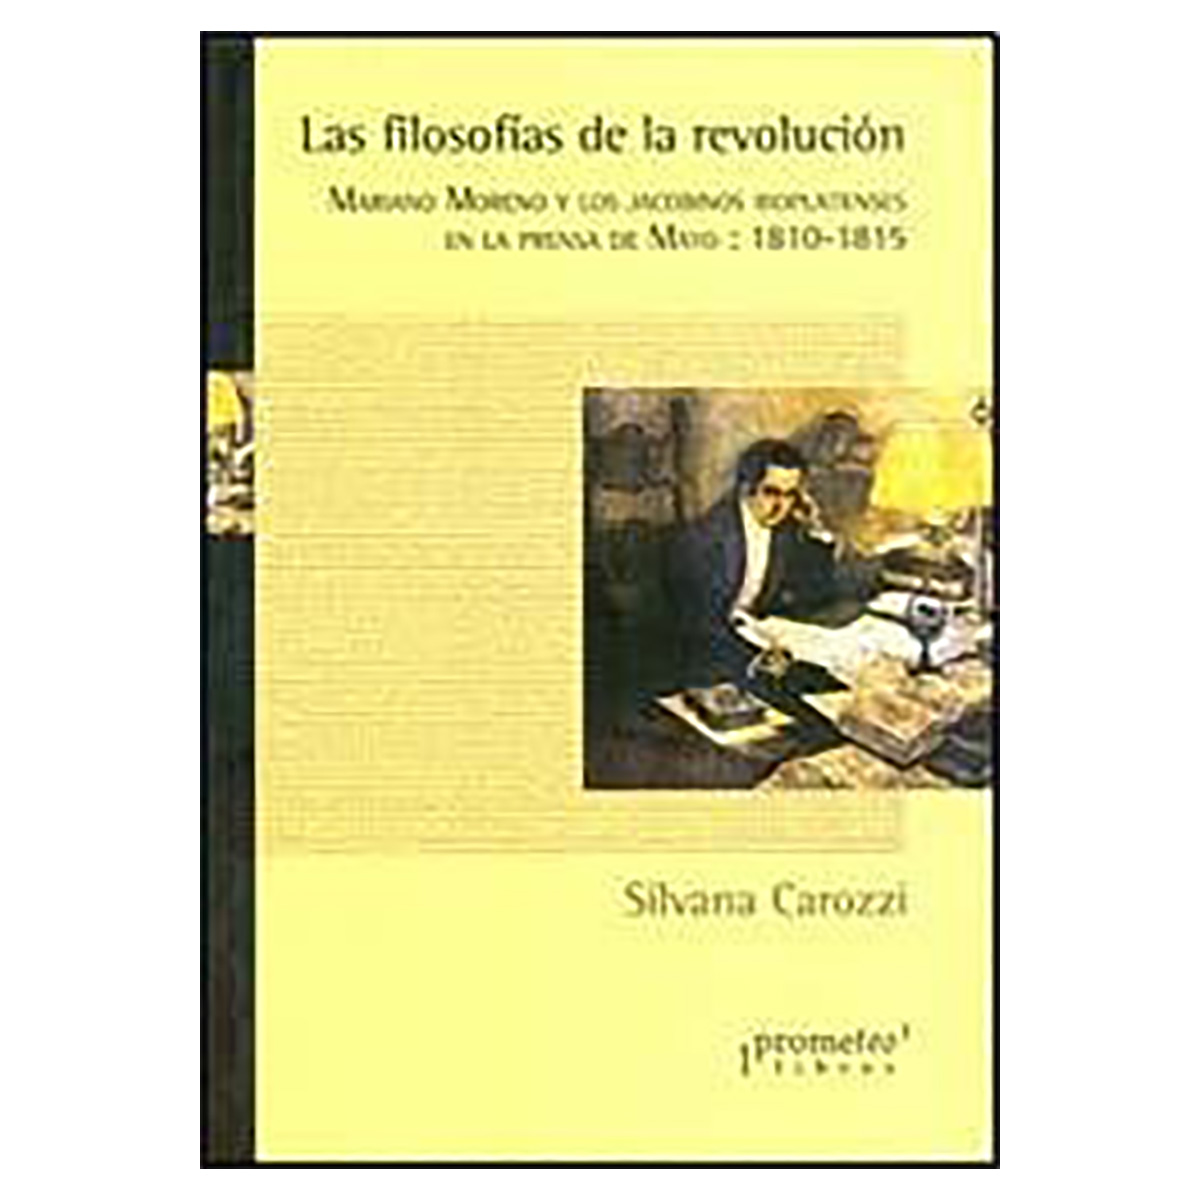 Las filosofías de la revolución
Mariano Moreno y los jacobinos rioplatenses
en la prensa de Mayo : 1810-1815
Silvana Carozzi
prometeo
libros